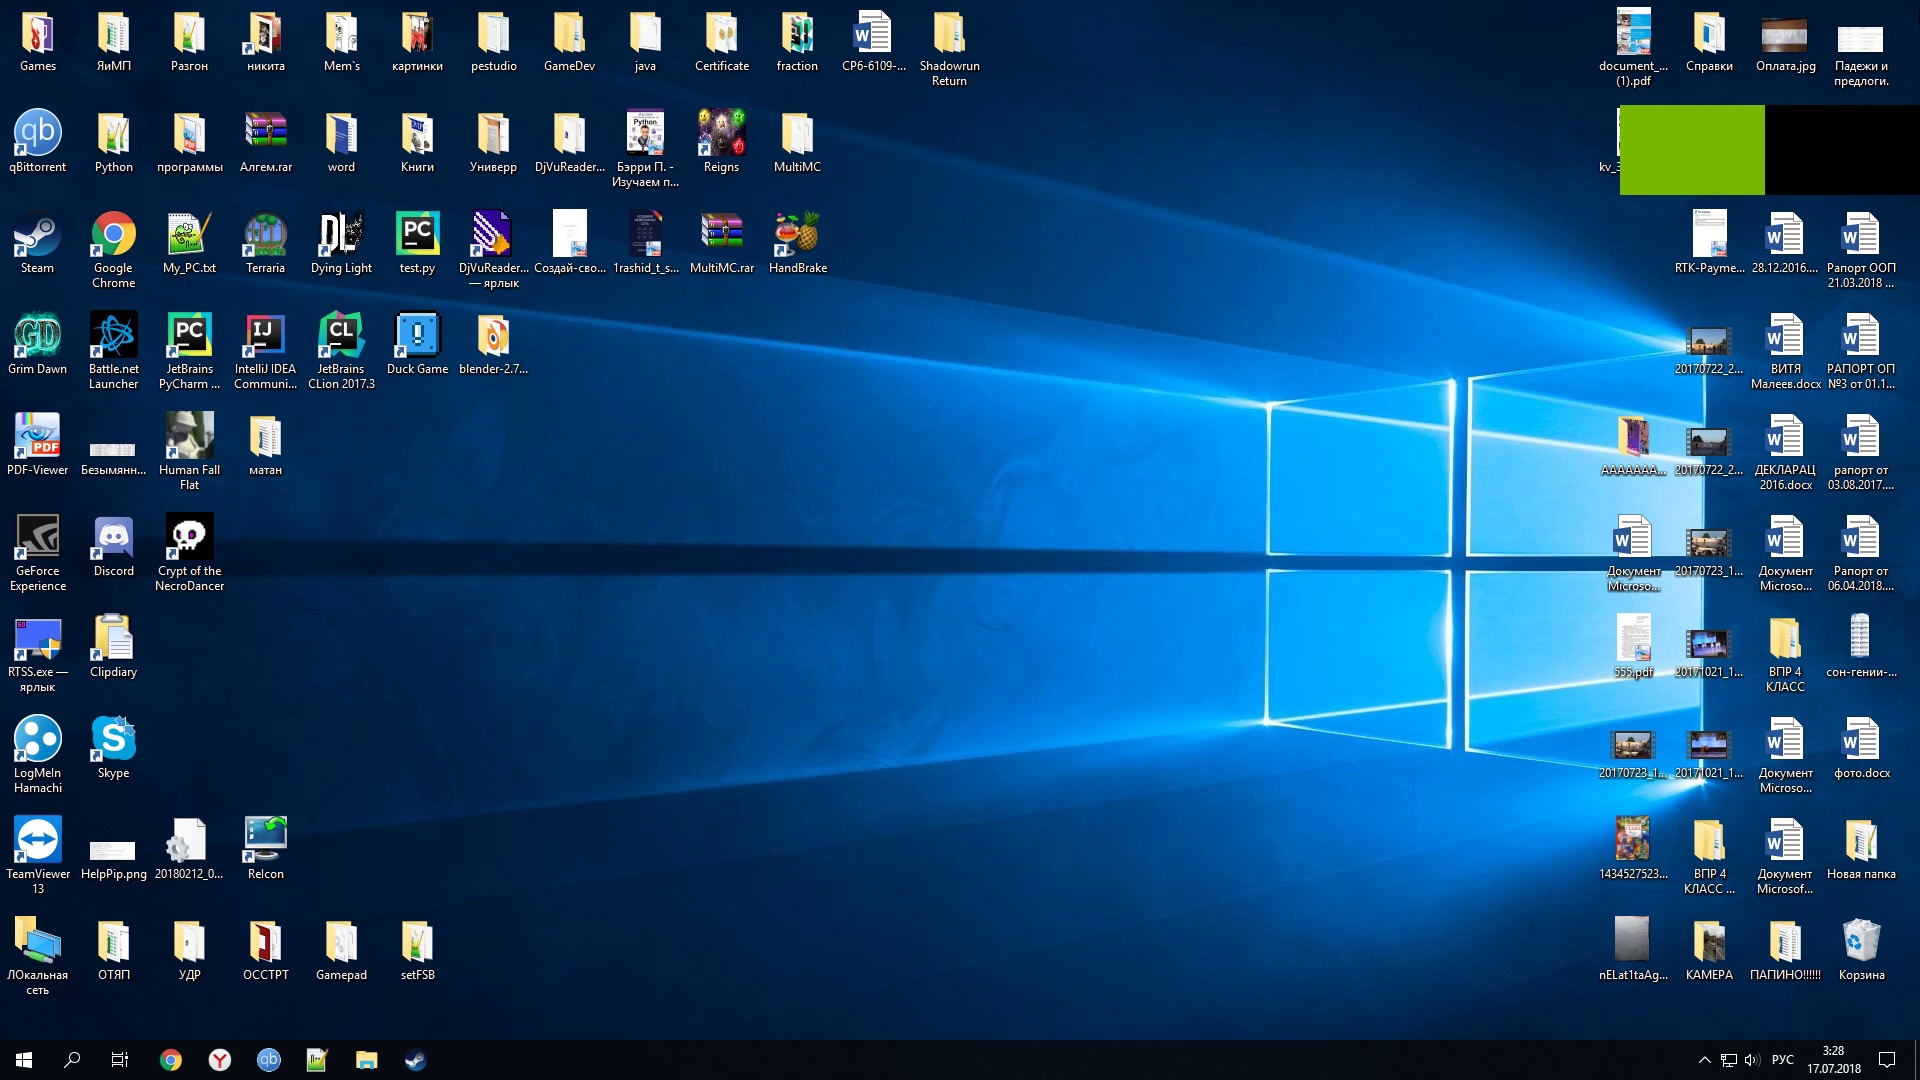 Games
ЯиМП
Разгон
никита
Mem`s
картинки
pestudio
GameDev
java
Certificate
fraction
СР6-6109-...
Shadowrun
Return
document_...
(1).pdf
Справки
Оплата.jpg
Падежи и
предлоги.
qBittorrent
Python
программы
Алгем.rar
word
Книги
Универр
DjVuReader...
Бэрри П. -
Изучаем п...
Reigns
MultiMC
kv_3
Steam
Google
Chrome
My_PC.txt
Terraria
Dying Light
test.py
DjVuReader...
— ярлык
Создай-сво...
1rashid_t_s...
MultiMC.rar
HandBrake
RTK-Payme...
28.12.2016....
Рапорт ООП
21.03.2018 ...
Grim Dawn
Battle.net
Launcher
JetBrains
PyCharm ...
IntelliJ IDEA
Communi...
JetBrains
CLion 2017.3
Duck Game
blender-2.7...
20170722_2...
ВИТЯ
Малеев.docx
РАПОРТ ОП
№3 от 01.1...
PDF-Viewer
Безымянн...
Human Fall
Flat
матан
AAAAAAA...
20170722_2...
ДЕКЛАРАЦ
2016.docx
рапорт от
03.08.2017....
GeForce
Experience
Discord
Crypt of the
NecroDancer
Документ
Microso...
20170723_1...
Документ
Microso...
Рапорт от
06.04.2018....
RTSS.exe —
ярлык
Clipdiary
555.pdf
20171021_1...
ВПР 4
КЛАСС
сон-гении-...
LogMeIn
Hamachi
Skype
20170723_1...
20171021_1...
Документ
Microso...
фото.docx
TeamViewer
13
HelpPip.png
20180212_0...
ReIcon
1434527523...
ВПР 4
КЛАСС ...
Документ
Microsof...
Новая папка
ЛОкальная
сеть
ОТЯП
УДР
ОССТРТ
Gamepad
setFSB
nELat1taAg...
КАМЕРА
ПАПИНО!!!!!!
Корзина
РУС
3:28
17.07.2018